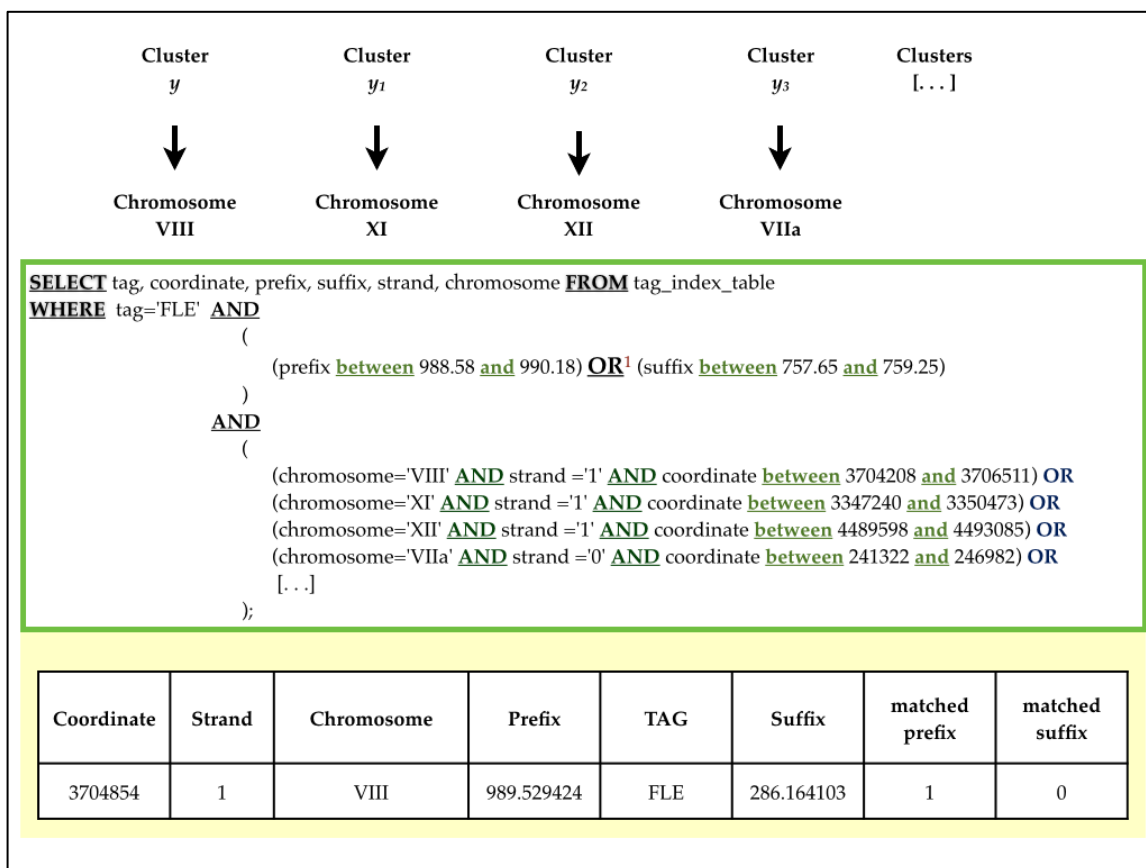 Cluster Cluster Cluster Cluster Clusters
y y₁ y₂ y₃ [. . . ]
Chromosome Chromosome Chromosome Chromosome
VIII XI XII VIIa
SELECT tag, coordinate, prefix, suffix, strand, chromosome FROM tag_index_table
WHERE tag='FLE' AND
(
(prefix between 988.58 and 990.18) OR¹ (suffix between 757.65 and 759.25)
)
AND
(
(chromosome='VIII' AND strand ='1' AND coordinate between 3704208 and 3706511) OR
(chromosome='XI' AND strand ='1' AND coordinate between 3347240 and 3350473) OR
(chromosome='XII' AND strand ='1' AND coordinate between 4489598 and 4493085) OR
(chromosome='VIIa' AND strand ='0' AND coordinate between 241322 and 246982) OR
[. . .]
);
Coordinate Strand Chromosome Prefix TAG Suffix matched prefix matched suffix
3704854 1 VIII 989.529424 FLE 286.164103 1 0